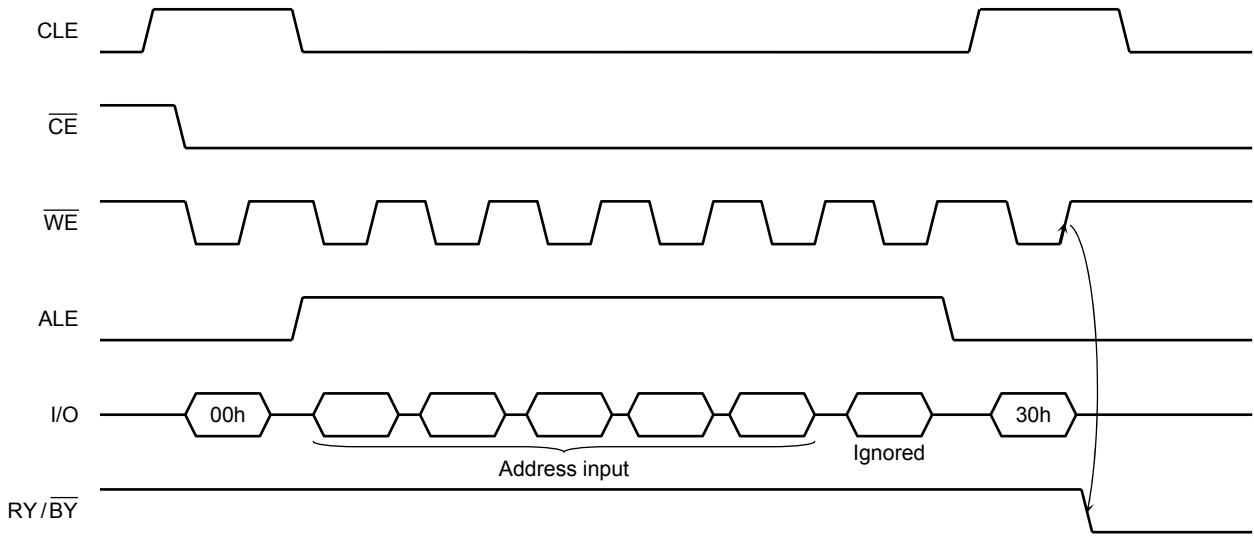 CLE
CE
WE
ALE
I/O 00h 30h
Ignored
Address input
RY/BY